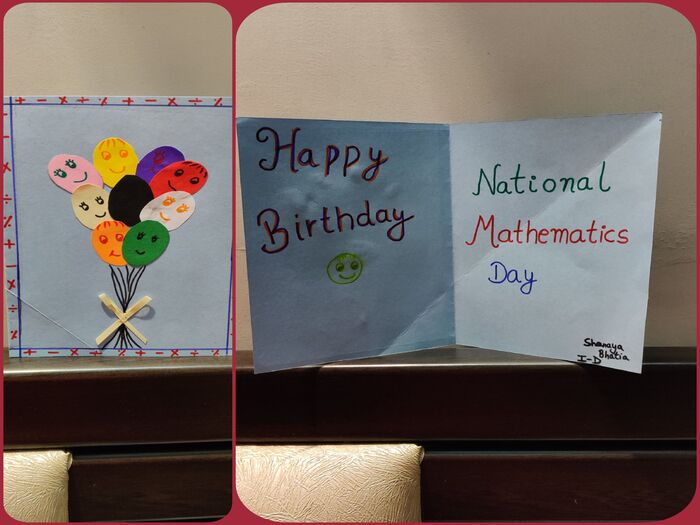 Happy
Birthday
National
Mathematics
Day
Shanaya
Bhatia
I-D